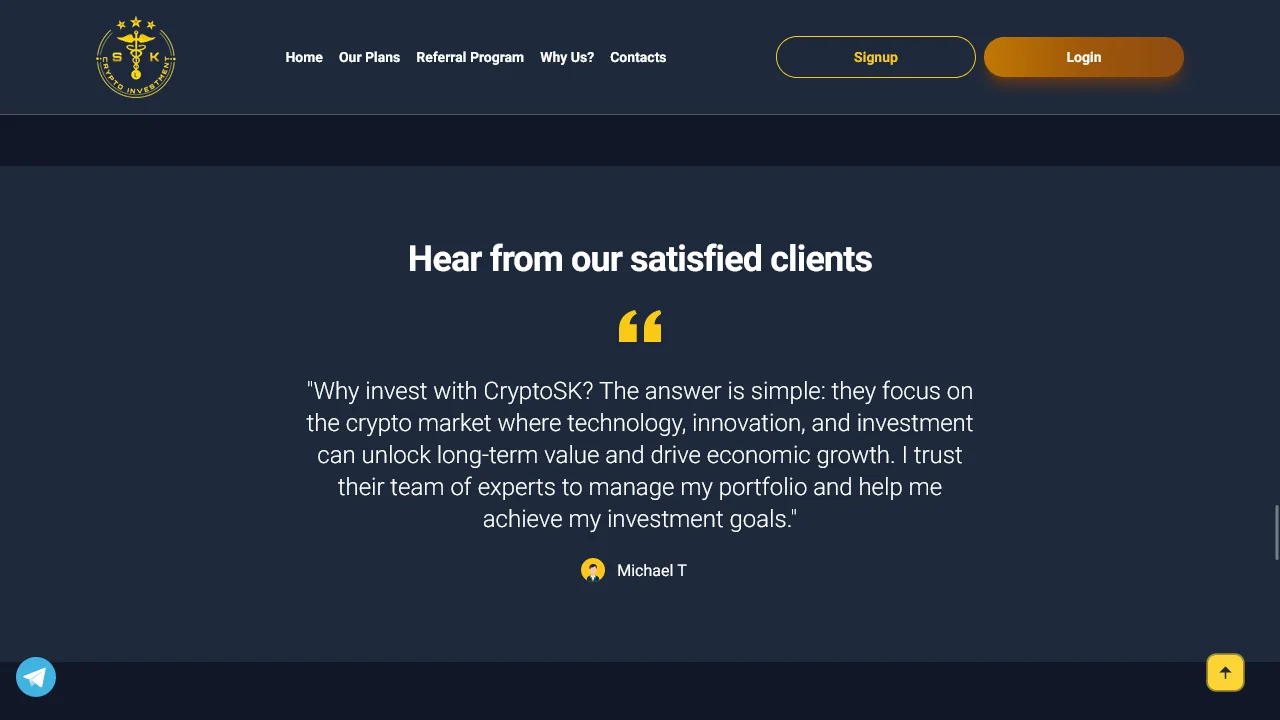 S K
CRYPTO INVESTMENT
Home Our Plans Referral Program Why Us? Contacts Signup Login
Hear from our satisfied clients
"Why invest with CryptoSK? The answer is simple: they focus on
the crypto market where technology, innovation, and investment
can unlock long-term value and drive economic growth. I trust
their team of experts to manage my portfolio and help me
achieve my investment goals."
Michael T